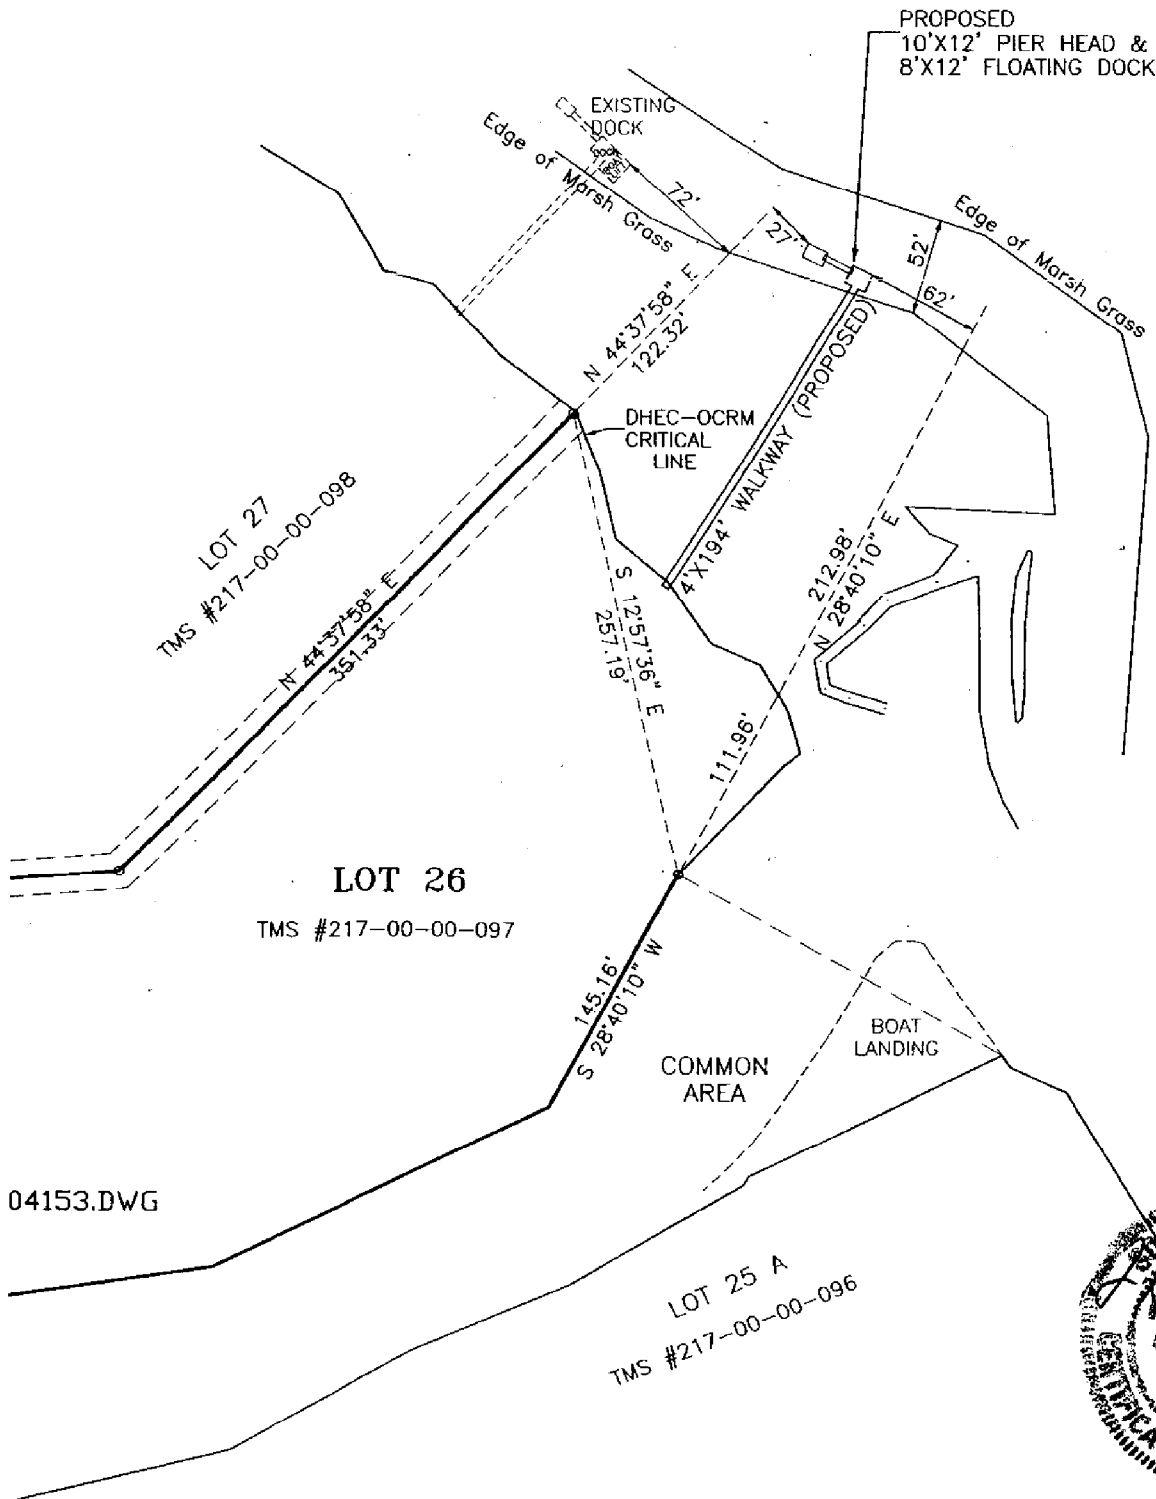 PROPOSED
10'X12' PIER HEAD &
8'X12' FLOATING DOCK
EXISTING
DOCK
Edge of Marsh Grass
72'
27'
Edge of Marsh Grass
52'
62'
N 44°37'58" E
122.32'
DHEC-OCRM
CRITICAL
LINE
4'X194' WALKWAY (PROPOSED)
LOT 27
TMS #217-00-00-098
N 44°37'58" E
351.33'
S 12°57'36" E
257.19'
212.98'
N 28°40'10" E
111.96'
LOT 26
TMS #217-00-00-097
145.16'
S 28°40'10" W
BOAT
LANDING
COMMON
AREA
04153.DWG
LOT 25 A
TMS #217-00-00-096